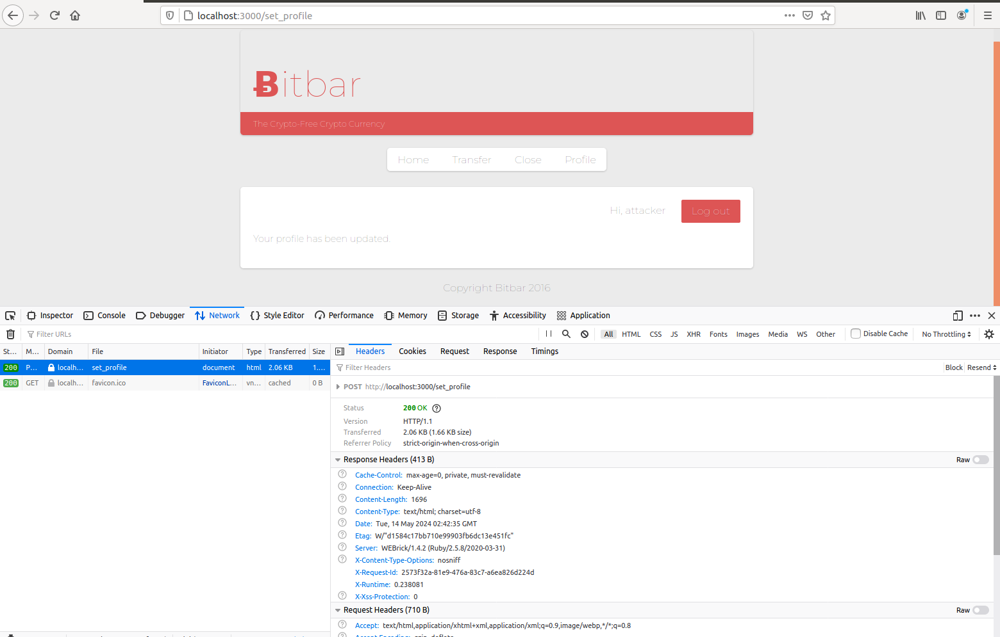 localhost:3000/set_profile
Ƀitbar
The Crypto-Free Crypto Currency
Home Transfer Close Profile
Hi, attacker Log out
Your profile has been updated.
Copyright Bitbar 2016
Inspector Console Debugger Network Style Editor Performance Memory Storage Accessibility Application
Filter URLs All HTML CSS JS XHR Fonts Images Media WS Other Disable Cache No Throttling
St... M... Domain File Initiator Type Transferred Size
200 P... localh... set_profile document html 2.06 KB 1....
200 GET localh... favicon.ico FaviconL... vn... cached 0 B
Headers Cookies Request Response Timings
Filter Headers Block Resend
POST http://localhost:3000/set_profile
Status 200 OK
Version HTTP/1.1
Transferred 2.06 KB (1.66 KB size)
Referrer Policy strict-origin-when-cross-origin
Response Headers (413 B) Raw
Cache-Control: max-age=0, private, must-revalidate
Connection: Keep-Alive
Content-Length: 1696
Content-Type: text/html; charset=utf-8
Date: Tue, 14 May 2024 02:42:35 GMT
Etag: W/"d1584c17bb710e99903fb6dc13e451fc"
Server: WEBrick/1.4.2 (Ruby/2.5.8/2020-03-31)
X-Content-Type-Options: nosniff
X-Request-Id: 2573f32a-81e9-476a-83c7-a6ea826d224d
X-Runtime: 0.238081
X-Xss-Protection: 0
Request Headers (710 B) Raw
Accept: text/html,application/xhtml+xml,application/xml;q=0.9,image/webp,*/*;q=0.8